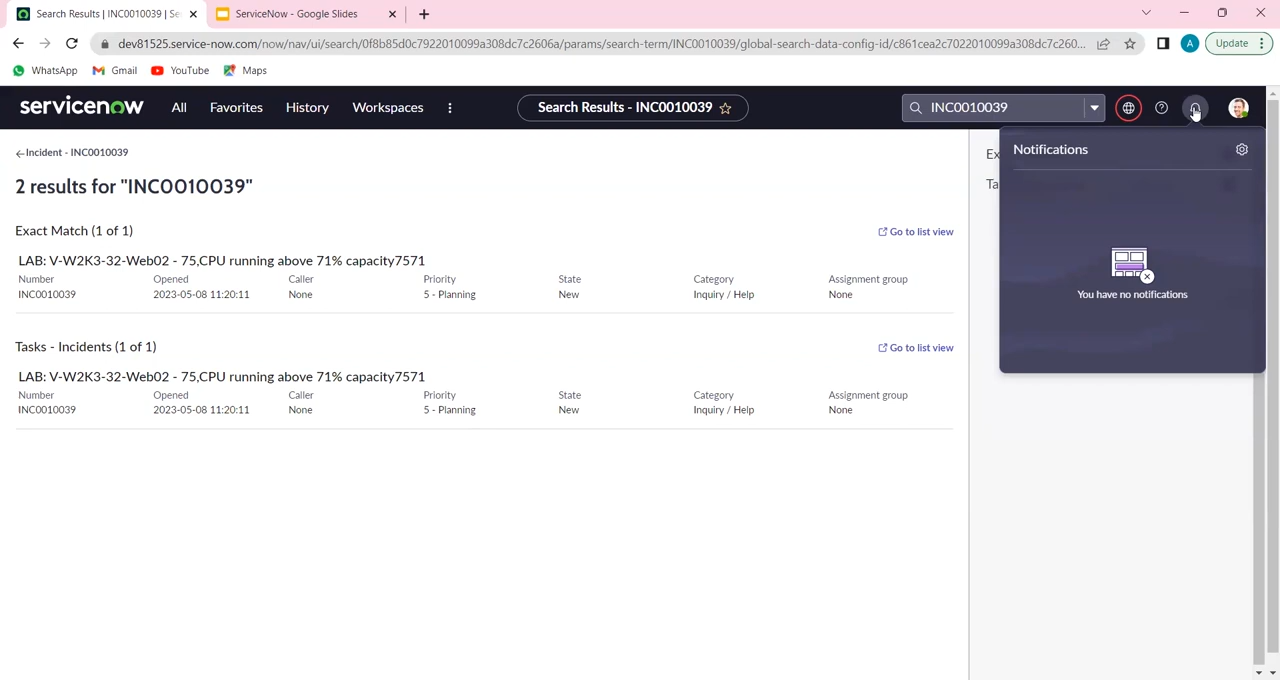 Search Results | INC0010039 | Se
ServiceNow - Google Slides
dev81525.service-now.com/now/nav/ui/search/0f8b85d0c7922010099a308dc7c2606a/params/search-term/INC0010039/global-search-data-config-id/c861cea2c7022010099a308dc7c260...
A
Update
WhatsApp
Gmail
YouTube
Maps
servicenow
All
Favorites
History
Workspaces
Search Results - INC0010039
INC0010039
Incident - INC0010039
2 results for "INC0010039"
Exact Match (1 of 1)
Go to list view
LAB: V-W2K3-32-Web02 - 75,CPU running above 71% capacity7571
Number Opened Caller Priority State Category Assignment group
INC0010039 2023-05-08 11:20:11 None 5 - Planning New Inquiry / Help None
Tasks - Incidents (1 of 1)
Go to list view
LAB: V-W2K3-32-Web02 - 75,CPU running above 71% capacity7571
Number Opened Caller Priority State Category Assignment group
INC0010039 2023-05-08 11:20:11 None 5 - Planning New Inquiry / Help None
Ex
Ta
Notifications
You have no notifications